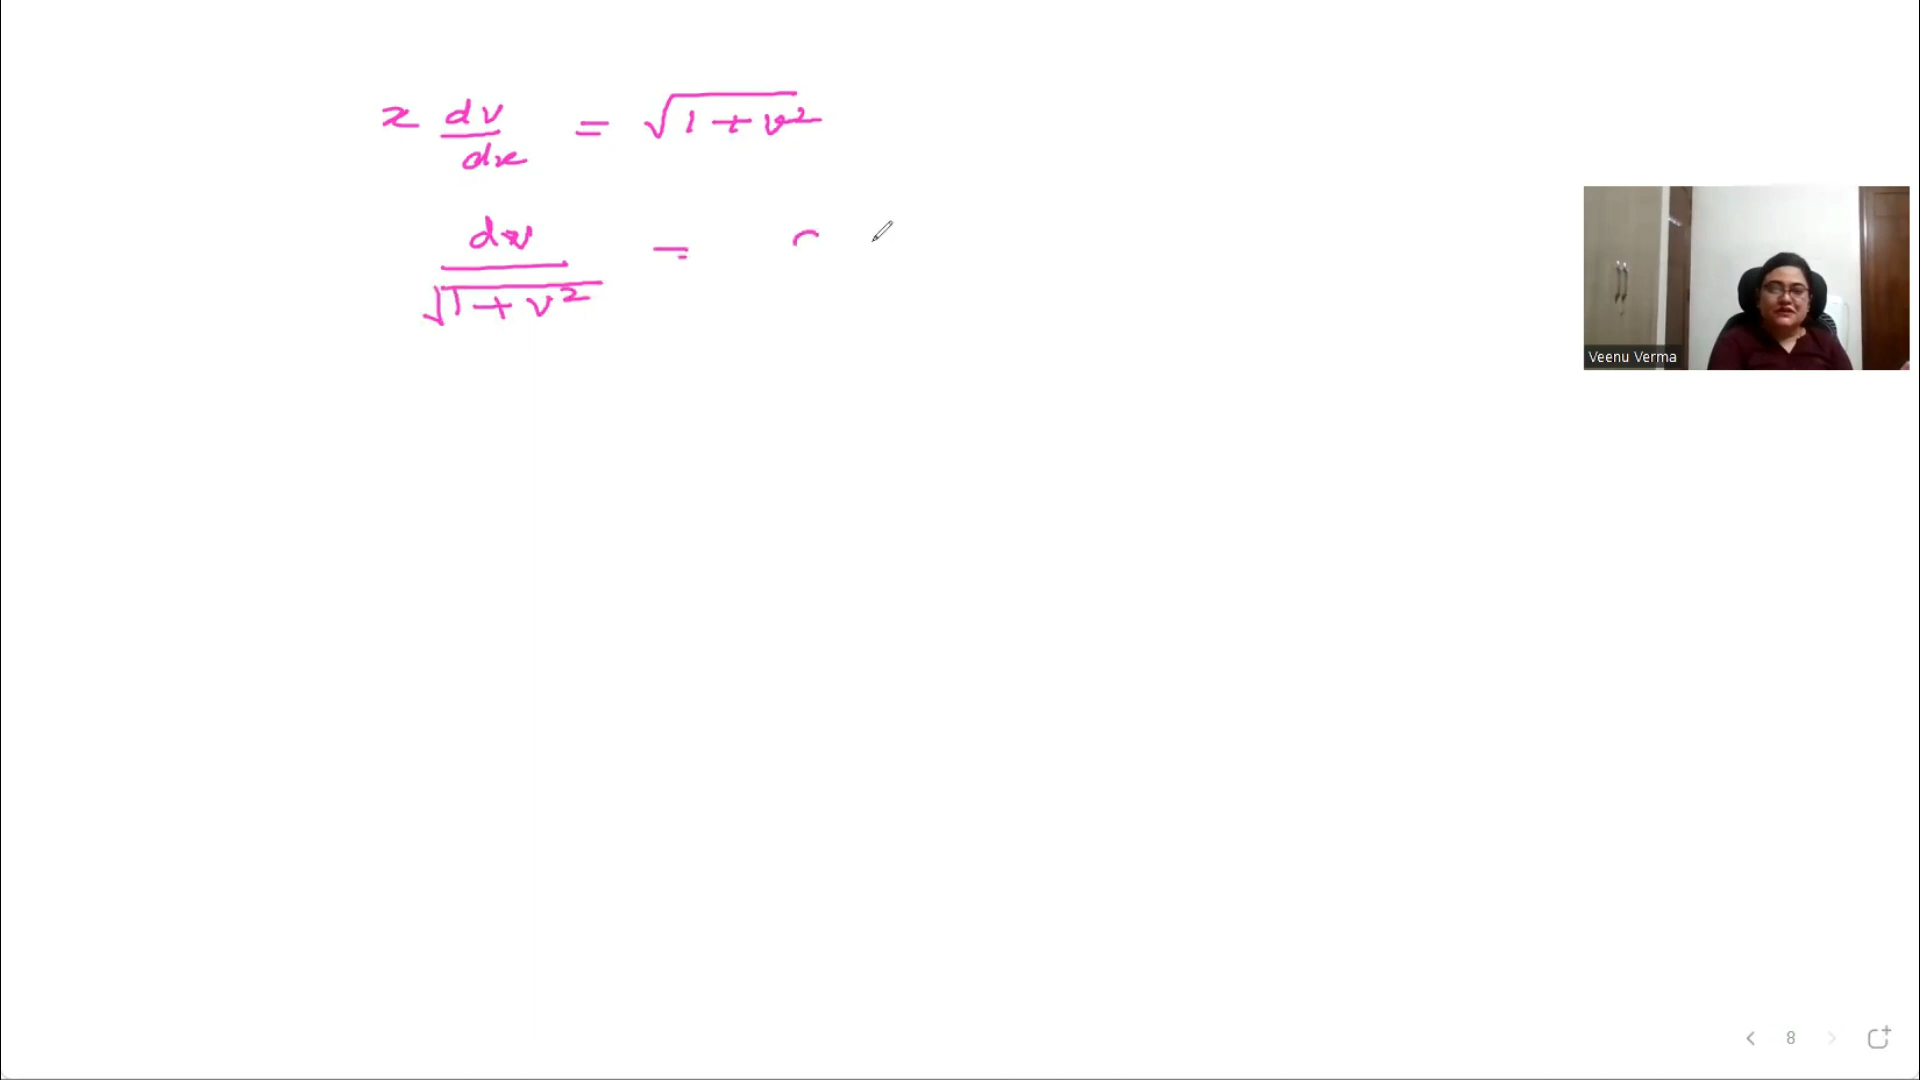 x dv/dx = √1+v²
dv/√1+v² =
Veenu Verma
8